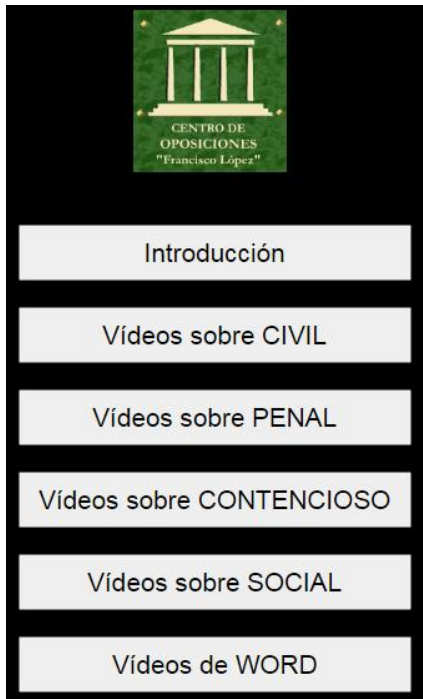 CENTRO DE
OPOSICIONES
"Francisco López"
Introducción
Vídeos sobre CIVIL
Vídeos sobre PENAL
Vídeos sobre CONTENCIOSO
Vídeos sobre SOCIAL
Vídeos de WORD